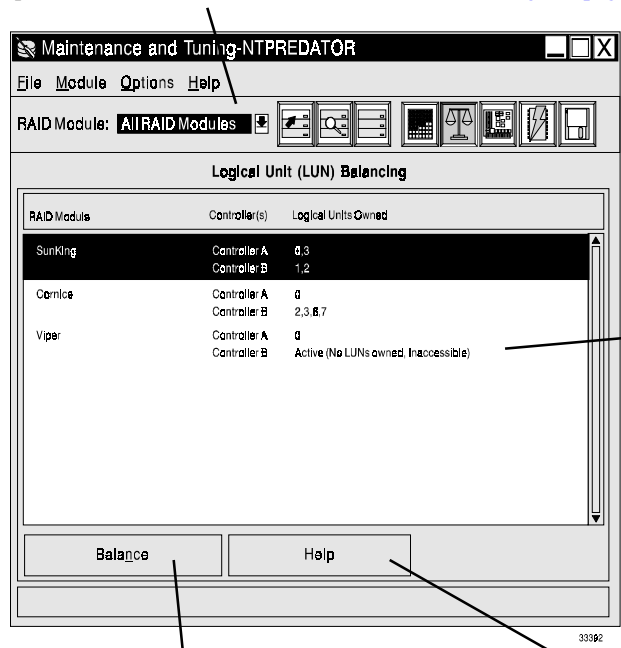 Maintenance and Tuning-NTPREDATOR
File Module Options Help
RAID Module: All RAID Modules
Logical Unit (LUN) Balancing
RAID Module Controller(s) Logical Units Owned
SunKing Controller A 0,3
Controller B 1,2
Cornice Controller A 0
Controller B 2,3,6,7
Viper Controller A 0
Controller B Active (No LUNs owned, Inaccessible)
Balance Help
33392